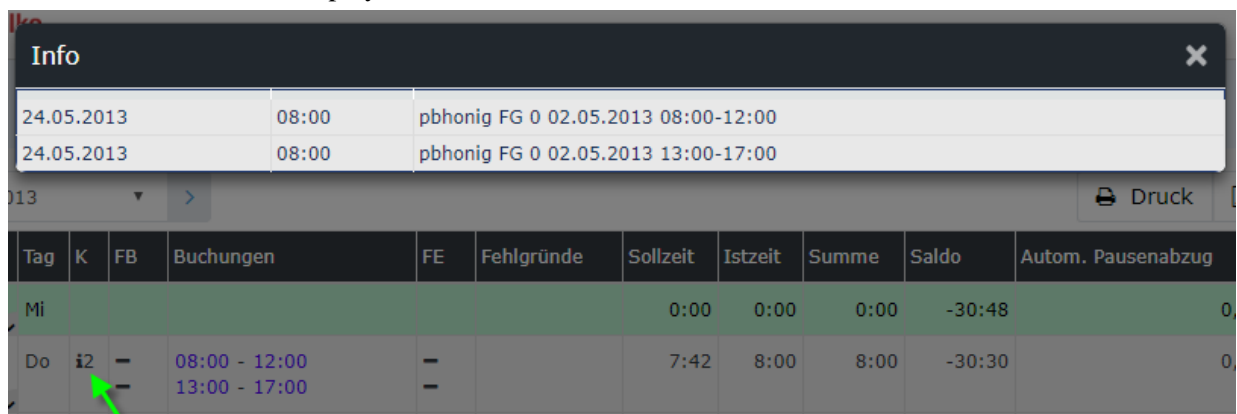 Info ×
24.05.2013 08:00 pbhonig FG 0 02.05.2013 08:00-12:00
24.05.2013 08:00 pbhonig FG 0 02.05.2013 13:00-17:00
> Druck
Tag K FB Buchungen FE Fehlgründe Sollzeit Istzeit Summe Saldo Autom. Pausenabzug
Mi 0:00 0:00 0:00 -30:48
Do i2 – 08:00 - 12:00 – 7:42 8:00 8:00 -30:30
– 13:00 - 17:00 –